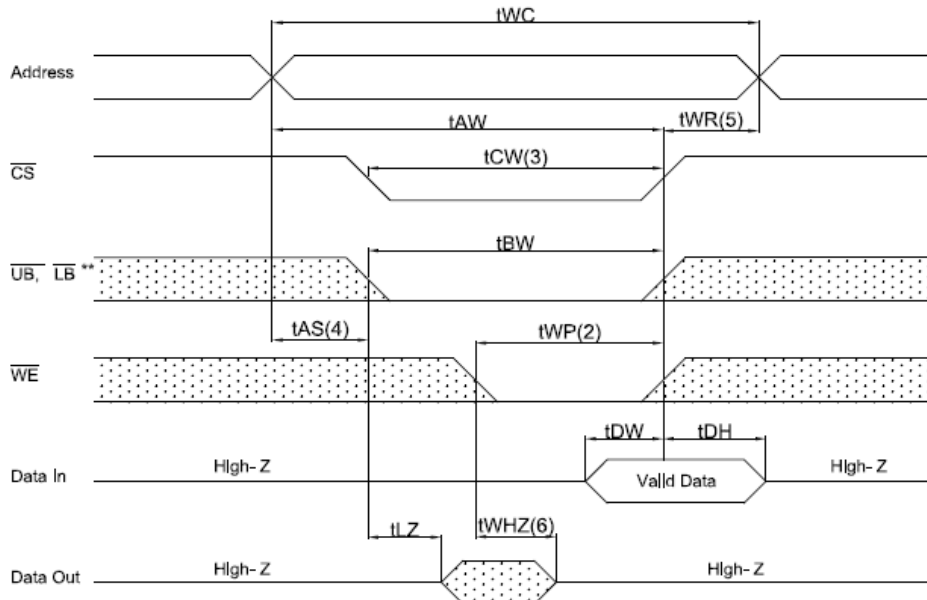 tWC
Address
tAW
tWR(5)
CS
tCW(3)
tBW
UB, LB **
tAS(4)
tWP(2)
WE
tDW
tDH
Data In
High-Z
Valid Data
High-Z
tLZ
tWHZ(6)
Data Out
High-Z
High-Z